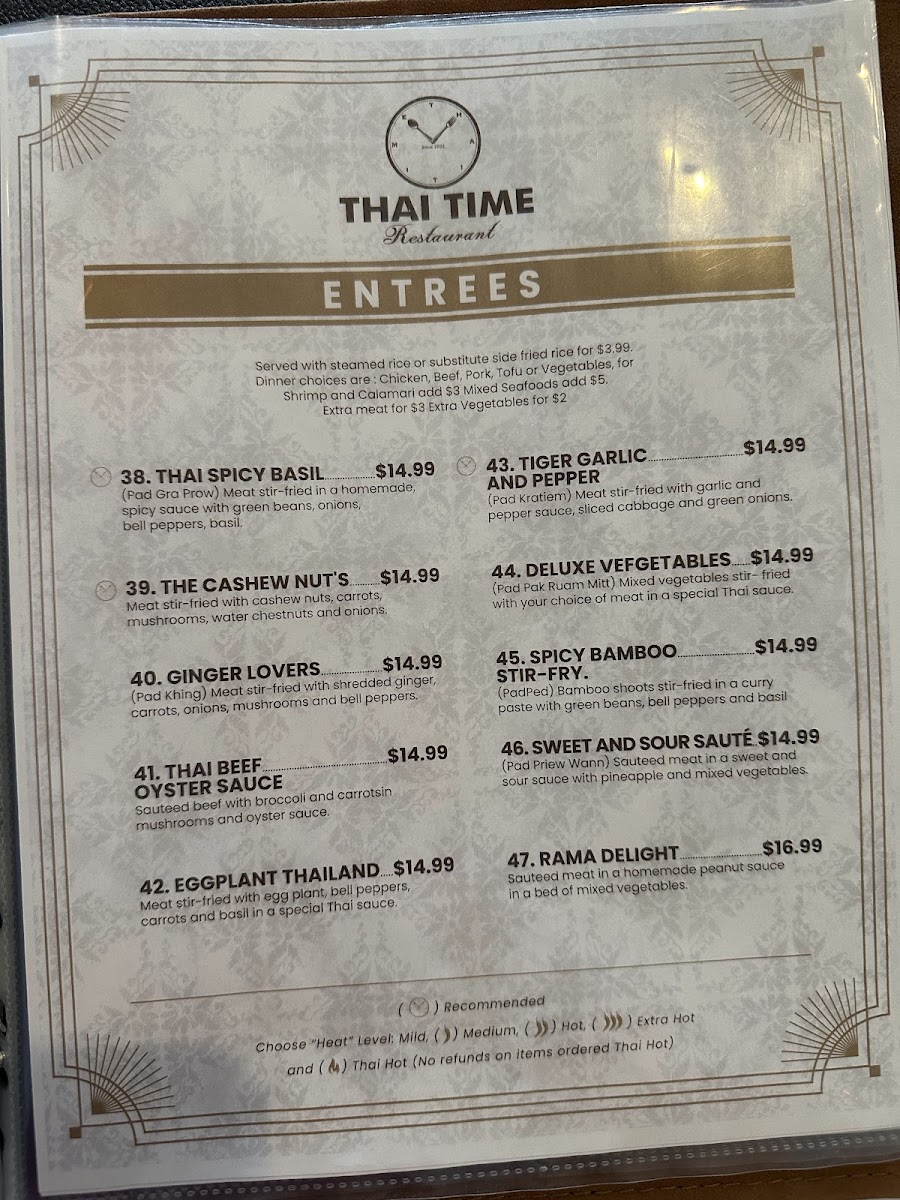 THAI TIME
Restaurant
ENTREES
Served with steamed rice or substitute side fried rice for $3.99.
Dinner choices are : Chicken, Beef, Pork, Tofu or Vegetables, for
Shrimp and Calamari add $3 Mixed Seafoods add $5.
Extra meat for $3 Extra Vegetables for $2
38. THAI SPICY BASIL $14.99
(Pad Gra Prow) Meat stir-fried in a homemade,
spicy sauce with green beans, onions,
bell peppers, basil.
39. THE CASHEW NUT'S $14.99
Meat stir-fried with cashew nuts, carrots,
mushrooms, water chestnuts and onions.
40. GINGER LOVERS $14.99
(Pad Khing) Meat stir-fried with shredded ginger,
carrots, onions, mushrooms and bell peppers.
41. THAI BEEF $14.99
OYSTER SAUCE
Sauteed beef with broccoli and carrotsin
mushrooms and oyster sauce.
42. EGGPLANT THAILAND $14.99
Meat stir-fried with egg plant, bell peppers,
carrots and basil in a special Thai sauce.
43. TIGER GARLIC $14.99
AND PEPPER
(Pad Kratiem) Meat stir-fried with garlic and
pepper sauce, sliced cabbage and green onions.
44. DELUXE VEFGETABLES $14.99
(Pad Pak Ruam Mitt) Mixed vegetables stir- fried
with your choice of meat in a special Thai sauce.
45. SPICY BAMBOO $14.99
STIR-FRY.
(PadPed) Bamboo shoots stir-fried in a curry
paste with green beans, bell peppers and basil
46. SWEET AND SOUR SAUTÉ $14.99
(Pad Priew Wann) Sauteed meat in a sweet and
sour sauce with pineapple and mixed vegetables.
47. RAMA DELIGHT $16.99
Sauteed meat in a homemade peanut sauce
in a bed of mixed vegetables.
( ) Recommended
Choose "Heat" Level: Mild, ( ) Medium, ( ) Hot, ( ) Extra Hot
and ( ) Thai Hot (No refunds on items ordered Thai Hot)